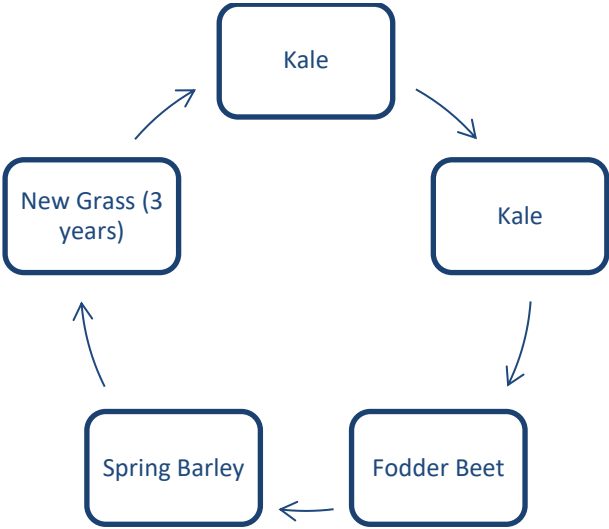 Kale
Kale
Fodder Beet
Spring Barley
New Grass (3
years)